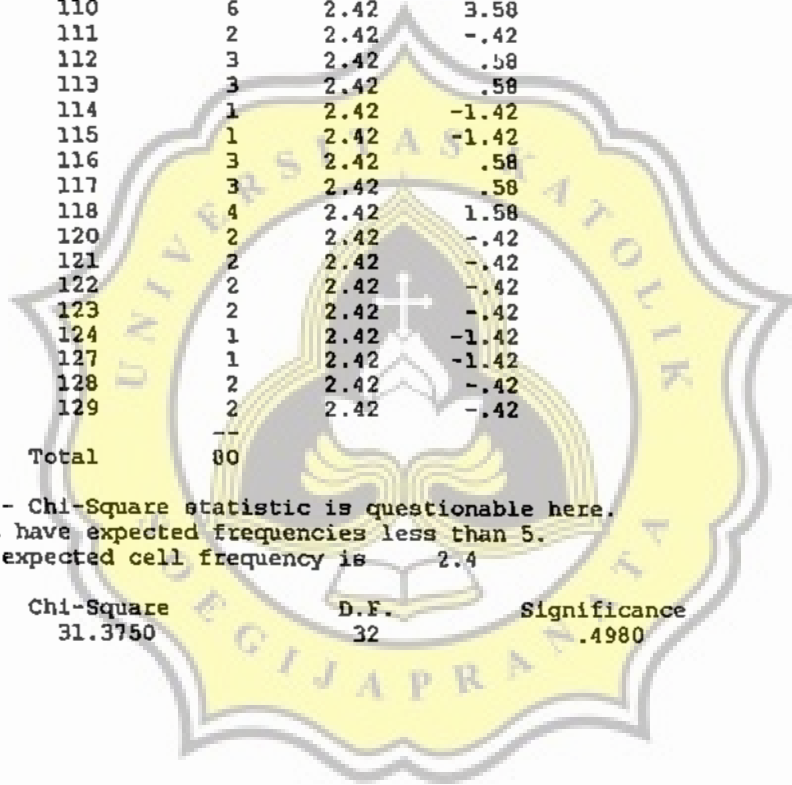 110 6 2.42 3.58
111 2 2.42 -.42
112 3 2.42 .58
113 3 2.42 .58
114 1 2.42 -1.42
115 1 2.42 -1.42
116 3 2.42 .58
117 3 2.42 .58
118 4 2.42 1.58
120 2 2.42 -.42
121 2 2.42 -.42
122 2 2.42 -.42
123 2 2.42 -.42
124 1 2.42 -1.42
127 1 2.42 -1.42
128 2 2.42 -.42
129 2 2.42 -.42
--
Total 80
- Chi-Square statistic is questionable here.
have expected frequencies less than 5.
expected cell frequency is 2.4
Chi-Square D.F. Significance
31.3750 32 .4980
UNIVERSITAS KATOLIK
SOEGIJAPRANATA